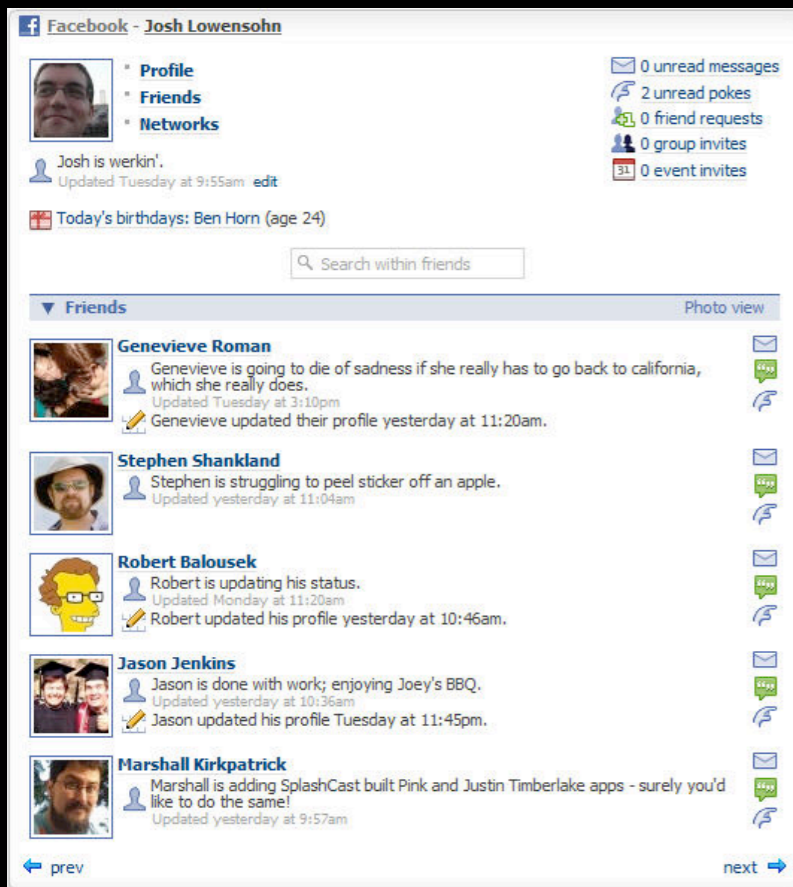 Facebook - Josh Lowensohn
Profile
Friends
Networks
0 unread messages
2 unread pokes
0 friend requests
0 group invites
31 0 event invites
Josh is werkin'.
Updated Tuesday at 9:55am edit
Today's birthdays: Ben Horn (age 24)
Search within friends
▼ Friends Photo view
Genevieve Roman
Genevieve is going to die of sadness if she really has to go back to california,
which she really does.
Updated Tuesday at 3:10pm
Genevieve updated their profile yesterday at 11:20am.
Stephen Shankland
Stephen is struggling to peel sticker off an apple.
Updated yesterday at 11:04am
Robert Balousek
Robert is updating his status.
Updated Monday at 11:20am
Robert updated his profile yesterday at 10:46am.
Jason Jenkins
Jason is done with work; enjoying Joey's BBQ.
Updated yesterday at 10:36am
Jason updated his profile Tuesday at 11:45pm.
Marshall Kirkpatrick
Marshall is adding SplashCast built Pink and Justin Timberlake apps - surely you'd
like to do the same!
Updated yesterday at 9:57am
prev next